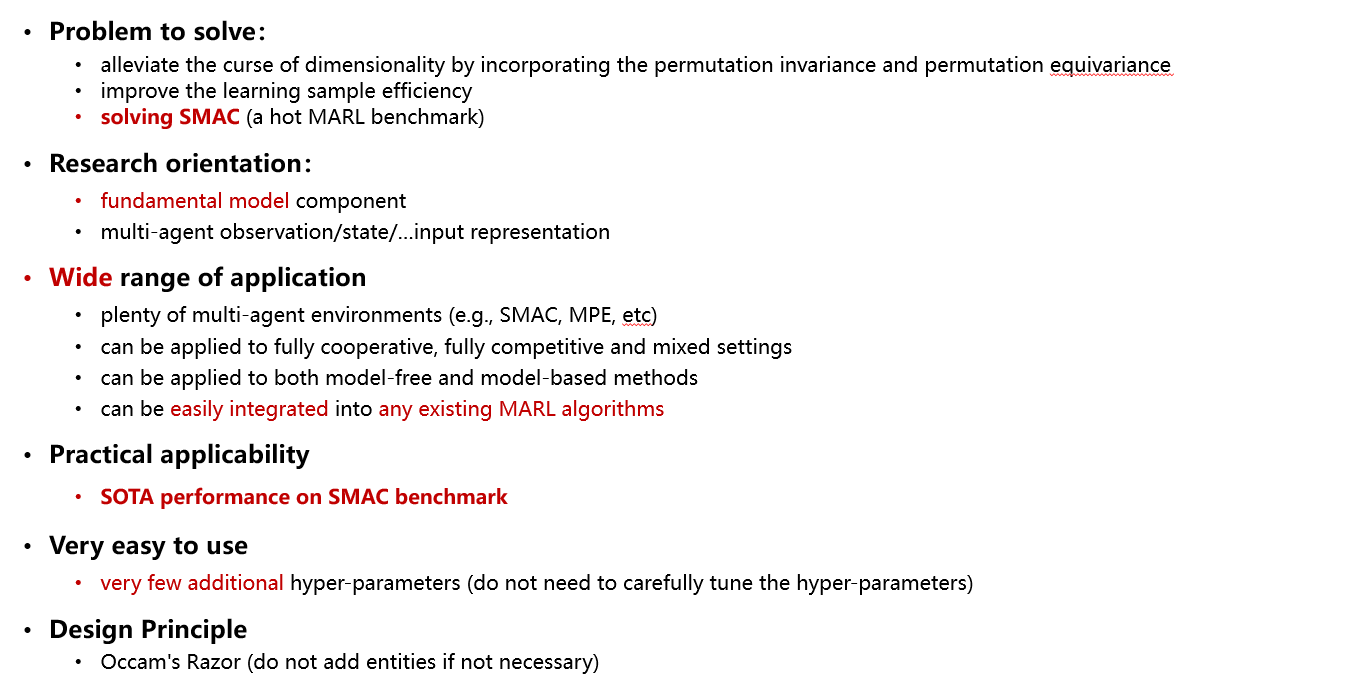 • Problem to solve：
• alleviate the curse of dimensionality by incorporating the permutation invariance and permutation equivariance
• improve the learning sample efficiency
• solving SMAC (a hot MARL benchmark)
• Research orientation：
• fundamental model component
• multi-agent observation/state/...input representation
• Wide range of application
• plenty of multi-agent environments (e.g., SMAC, MPE, etc)
• can be applied to fully cooperative, fully competitive and mixed settings
• can be applied to both model-free and model-based methods
• can be easily integrated into any existing MARL algorithms
• Practical applicability
• SOTA performance on SMAC benchmark
• Very easy to use
• very few additional hyper-parameters (do not need to carefully tune the hyper-parameters)
• Design Principle
• Occam's Razor (do not add entities if not necessary)